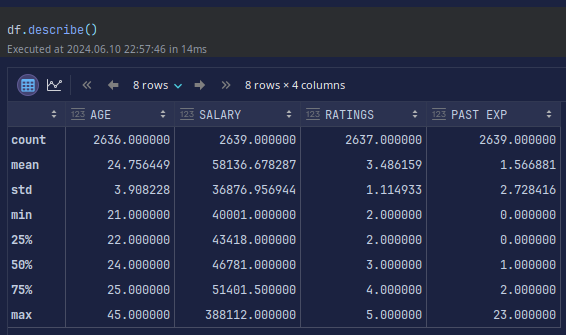 df.describe()
Executed at 2024.06.10 22:57:46 in 14ms
8 rows 8 rows × 4 columns
123 AGE 123 SALARY 123 RATINGS 123 PAST EXP
count 2636.000000 2639.000000 2637.000000 2639.000000
mean 24.756449 58136.678287 3.486159 1.566881
std 3.908228 36876.956944 1.114933 2.728416
min 21.000000 40001.000000 2.000000 0.000000
25% 22.000000 43418.000000 2.000000 0.000000
50% 24.000000 46781.000000 3.000000 1.000000
75% 25.000000 51401.500000 4.000000 2.000000
max 45.000000 388112.000000 5.000000 23.000000